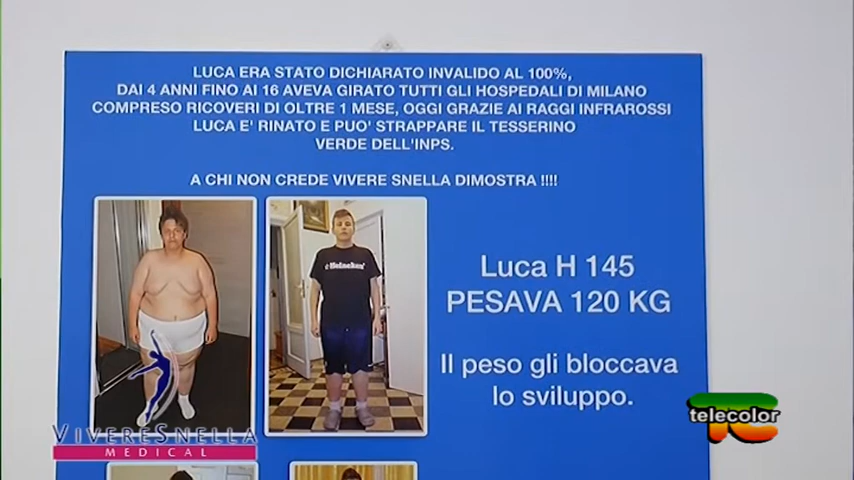 LUCA ERA STATO DICHIARATO INVALIDO AL 100%,
DAI 4 ANNI FINO AI 16 AVEVA GIRATO TUTTI GLI HOSPEDALI DI MILANO
COMPRESO RICOVERI DI OLTRE 1 MESE, OGGI GRAZIE AI RAGGI INFRAROSSI
LUCA E' RINATO E PUO' STRAPPARE IL TESSERINO
VERDE DELL'INPS.
A CHI NON CREDE VIVERE SNELLA DIMOSTRA !!!!
Heineken
Luca H 145
PESAVA 120 KG
Il peso gli bloccava
lo sviluppo.
telecolor
VIVERESNELLA
MEDICAL